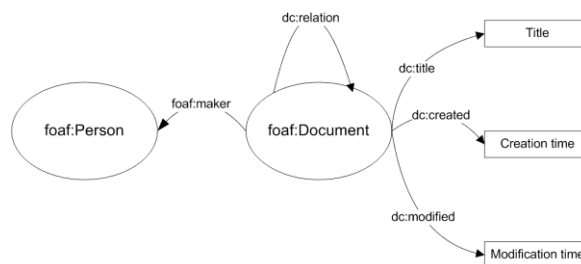 dc:relation
Title
dc:title
foaf:maker
dc:created
foaf:Person
foaf:Document
Creation time
dc:modified
Modification time